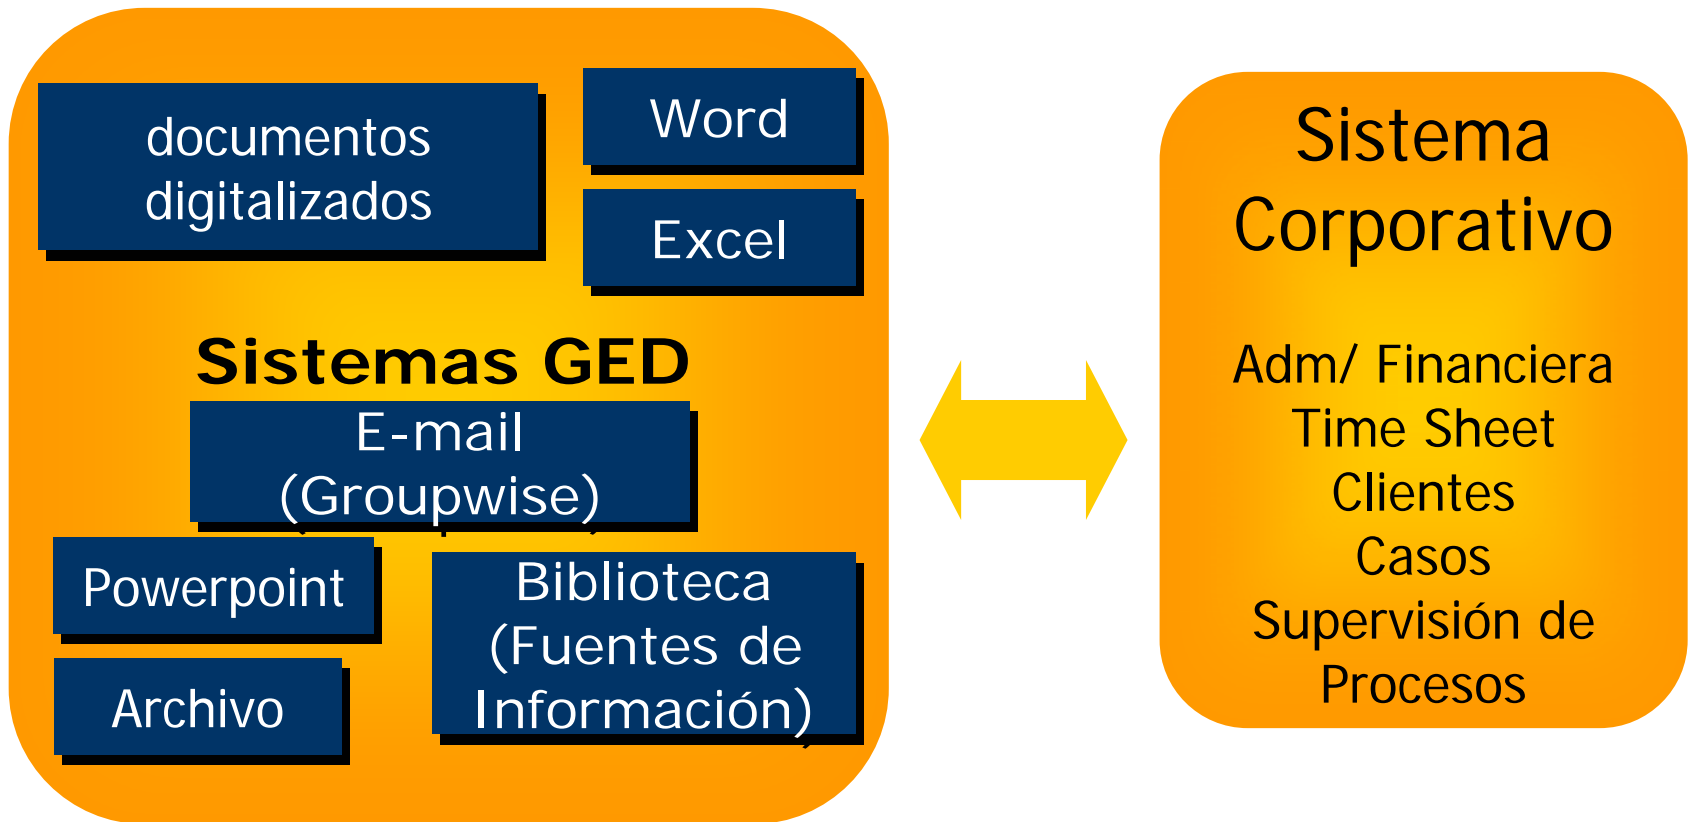 documentos
digitalizados
Word
Excel
Sistemas GED
E-mail
(Groupwise)
Powerpoint
Archivo
Biblioteca
(Fuentes de
Información)
Sistema
Corporativo
Adm/ Financiera
Time Sheet
Clientes
Casos
Supervisión de
Procesos